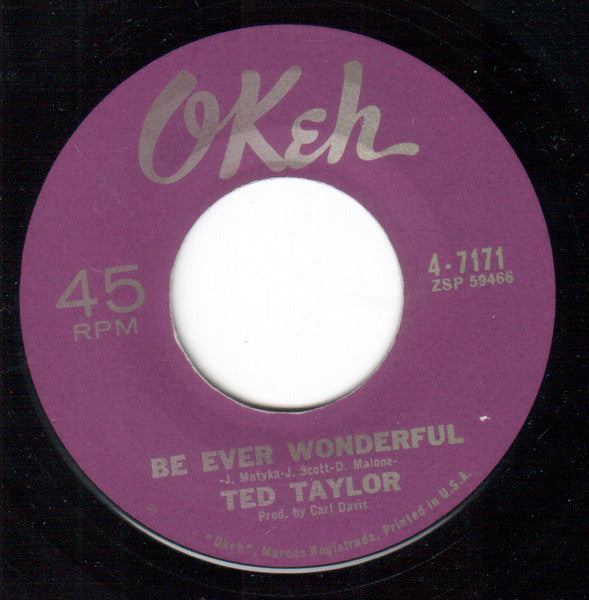 OKeh
45
RPM
4-7171
ZSP 59466
BE EVER WONDERFUL
-J. Matyka-J. Scott-D. Malone-
TED TAYLOR
Prod. by Carl Davis
"Okeh", Marcas Registrada, Printed in U.S.A.